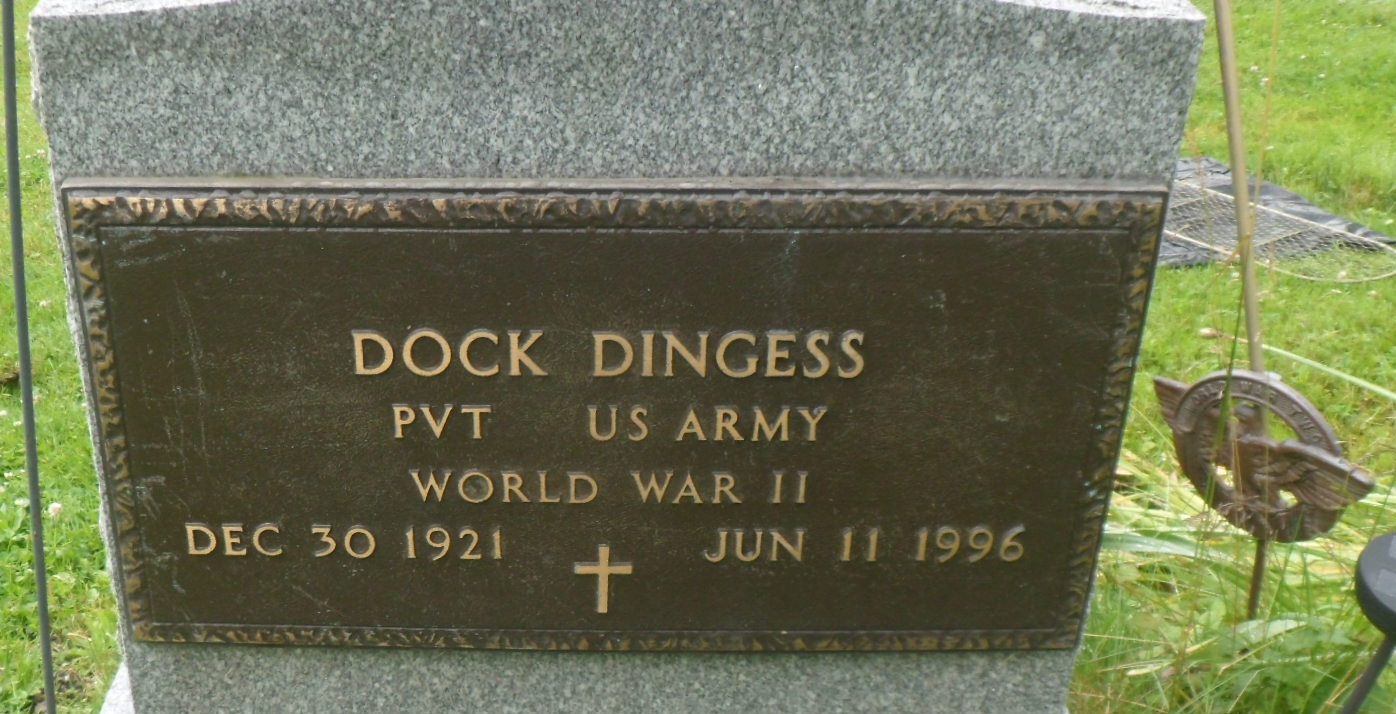 DOCK DINGESS
PVT US ARMY
WORLD WAR II
DEC 30 1921 JUN 11 1996